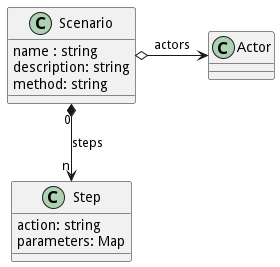 C Scenario
name : string
description: string
method: string
actors
C Actor
0
steps
n
C Step
action: string
parameters: Map